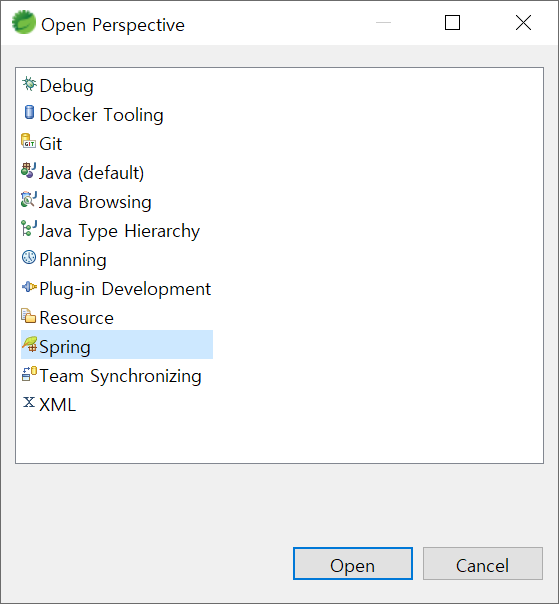 Open Perspective
Debug
Docker Tooling
Git
Java (default)
Java Browsing
Java Type Hierarchy
Planning
Plug-in Development
Resource
Spring
Team Synchronizing
XML
Open
Cancel